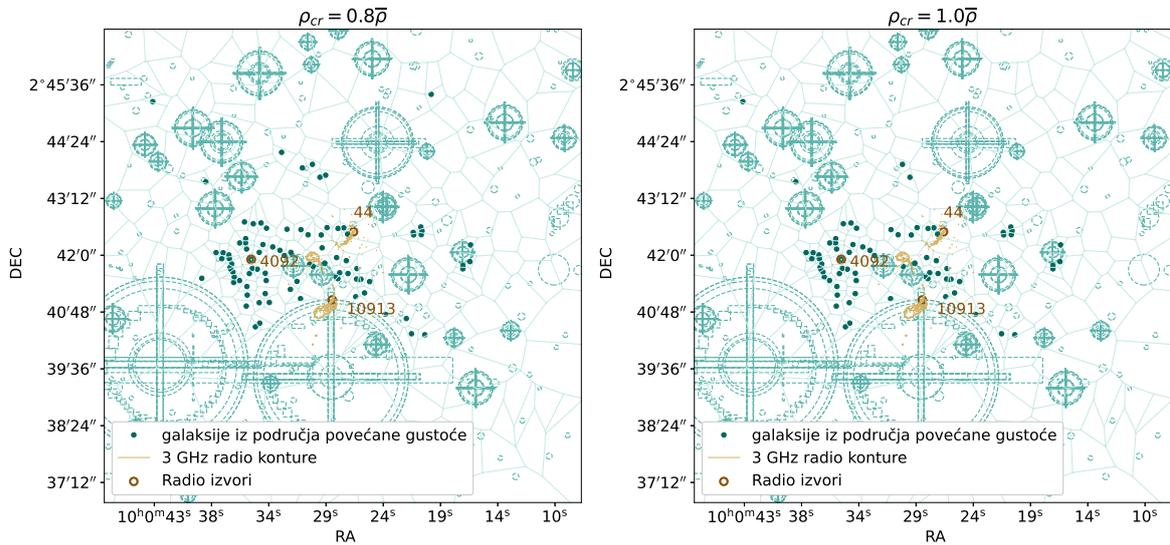 ρ_cr = 0.8ρ̅
ρ_cr = 1.0ρ̅
DEC
2°45′36″
44′24″
43′12″
42′0″
40′48″
39′36″
38′24″
37′12″
44
4092
10913
galaksije iz područja povećane gustoće
3 GHz radio konture
Radio izvori
10ʰ0ᵐ43ˢ 38ˢ 34ˢ 29ˢ 24ˢ 19ˢ 10ˢ
RA
DEC
2°45′36″
44′24″
43′12″
42′0″
40′48″
39′36″
38′24″
37′12″
44
4092
10913
galaksije iz područja povećane gustoće
3 GHz radio konture
Radio izvori
10ʰ0ᵐ43ˢ 38ˢ 34ˢ 29ˢ 24ˢ 19ˢ 10ˢ
RA